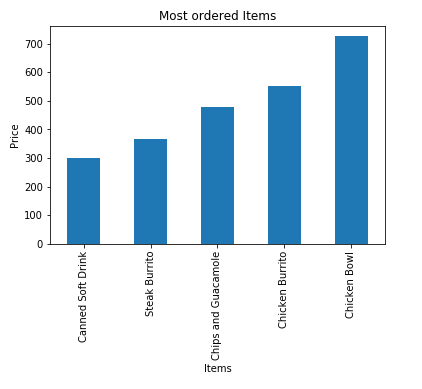 Most ordered Items
Price
700
600
500
400
300
200
100
0
Canned Soft Drink
Steak Burrito
Chips and Guacamole
Chicken Burrito
Chicken Bowl
Items